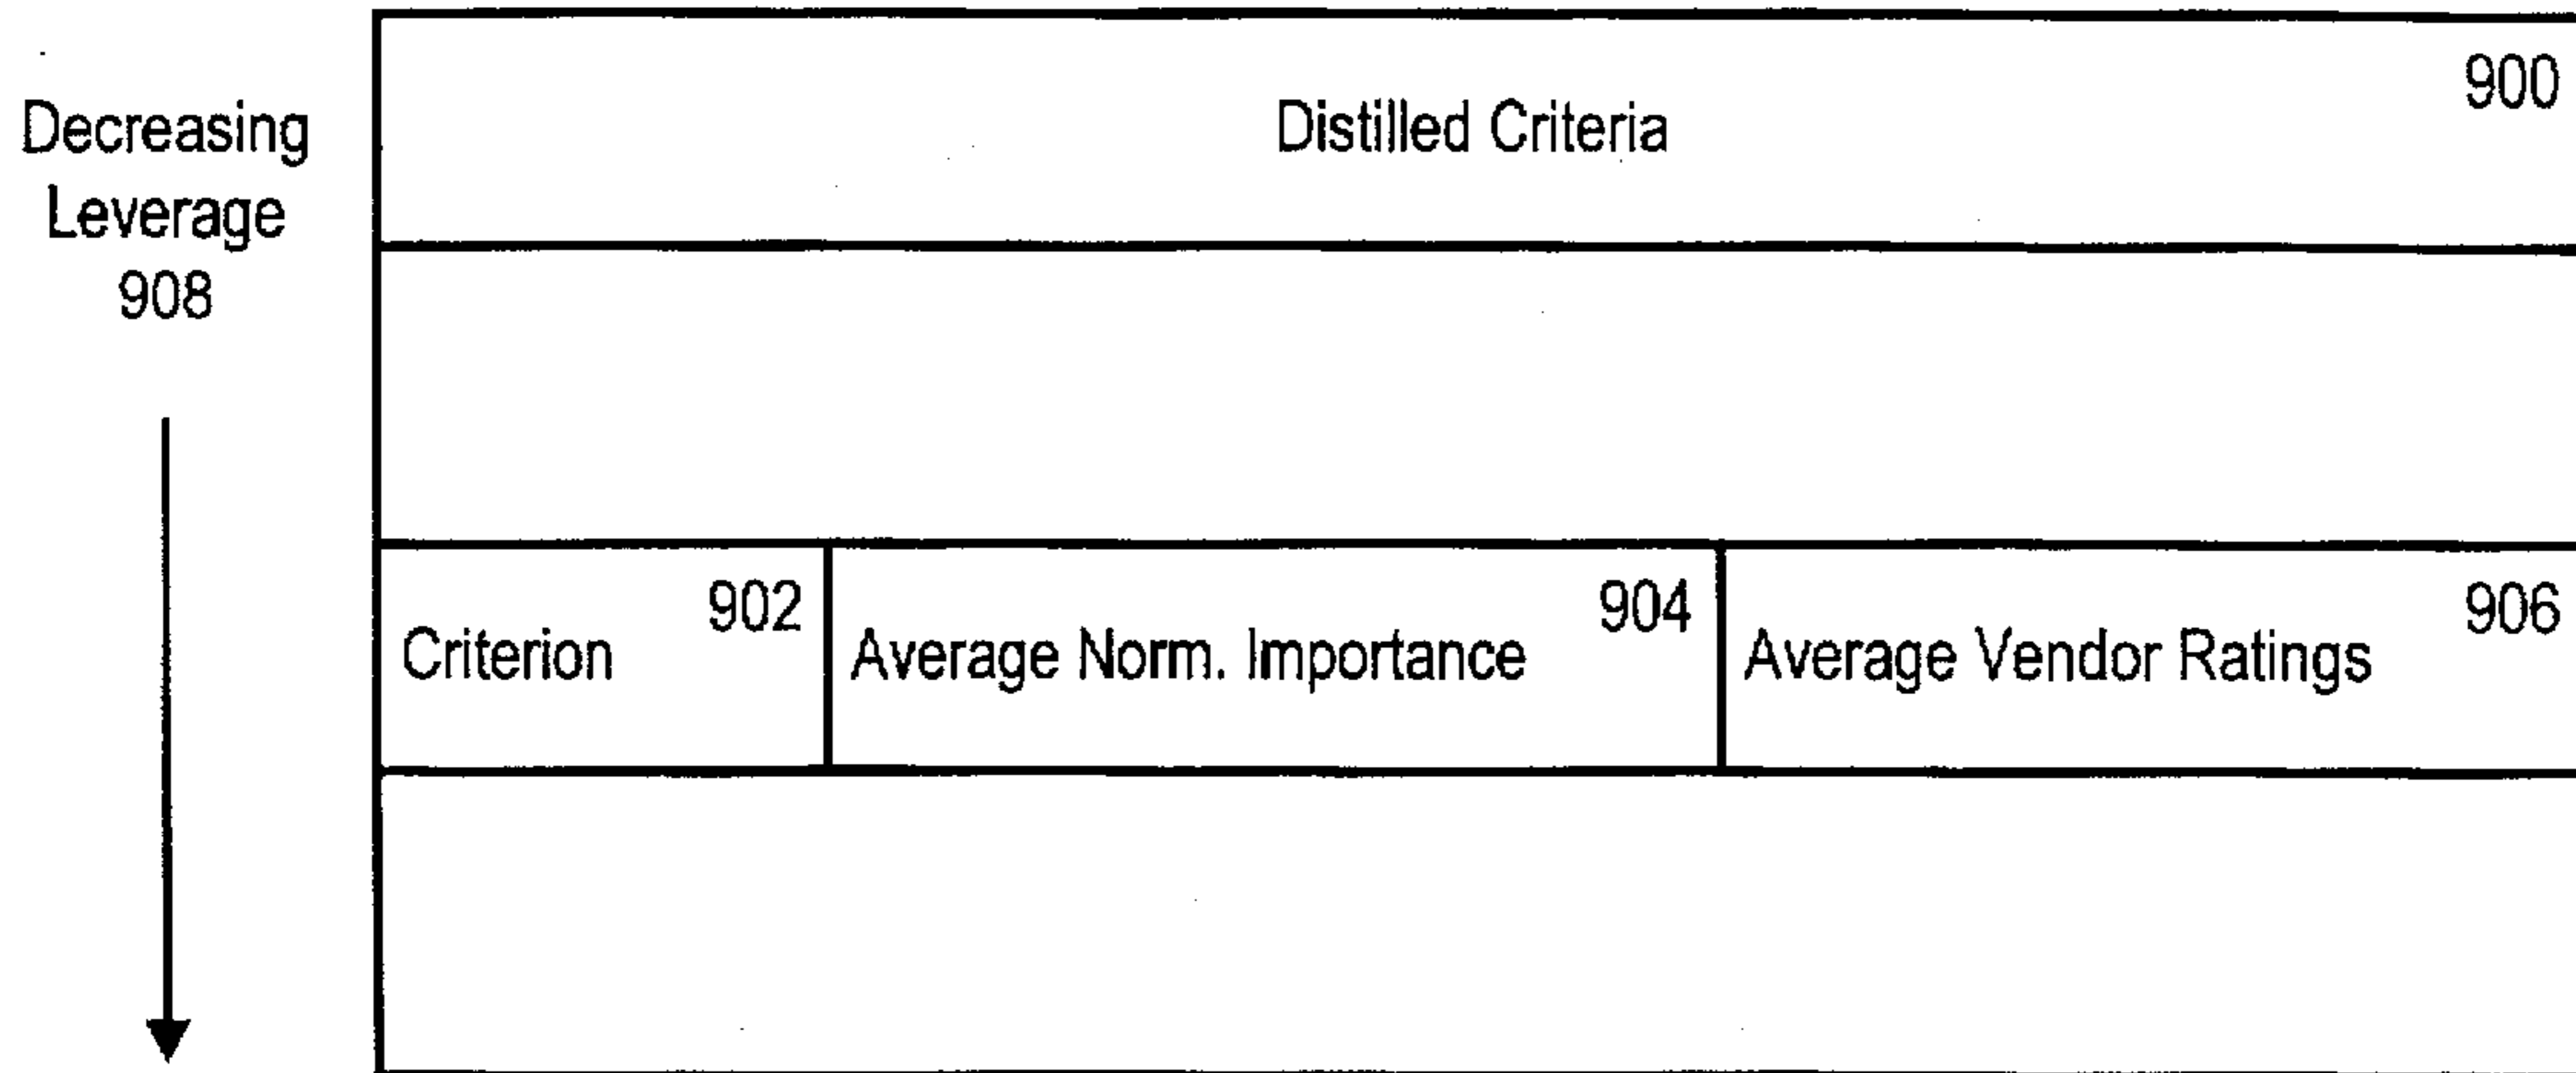 Decreasing
Leverage
908
900
Distilled Criteria
902
Criterion
904
Average Norm. Importance
906
Average Vendor Ratings